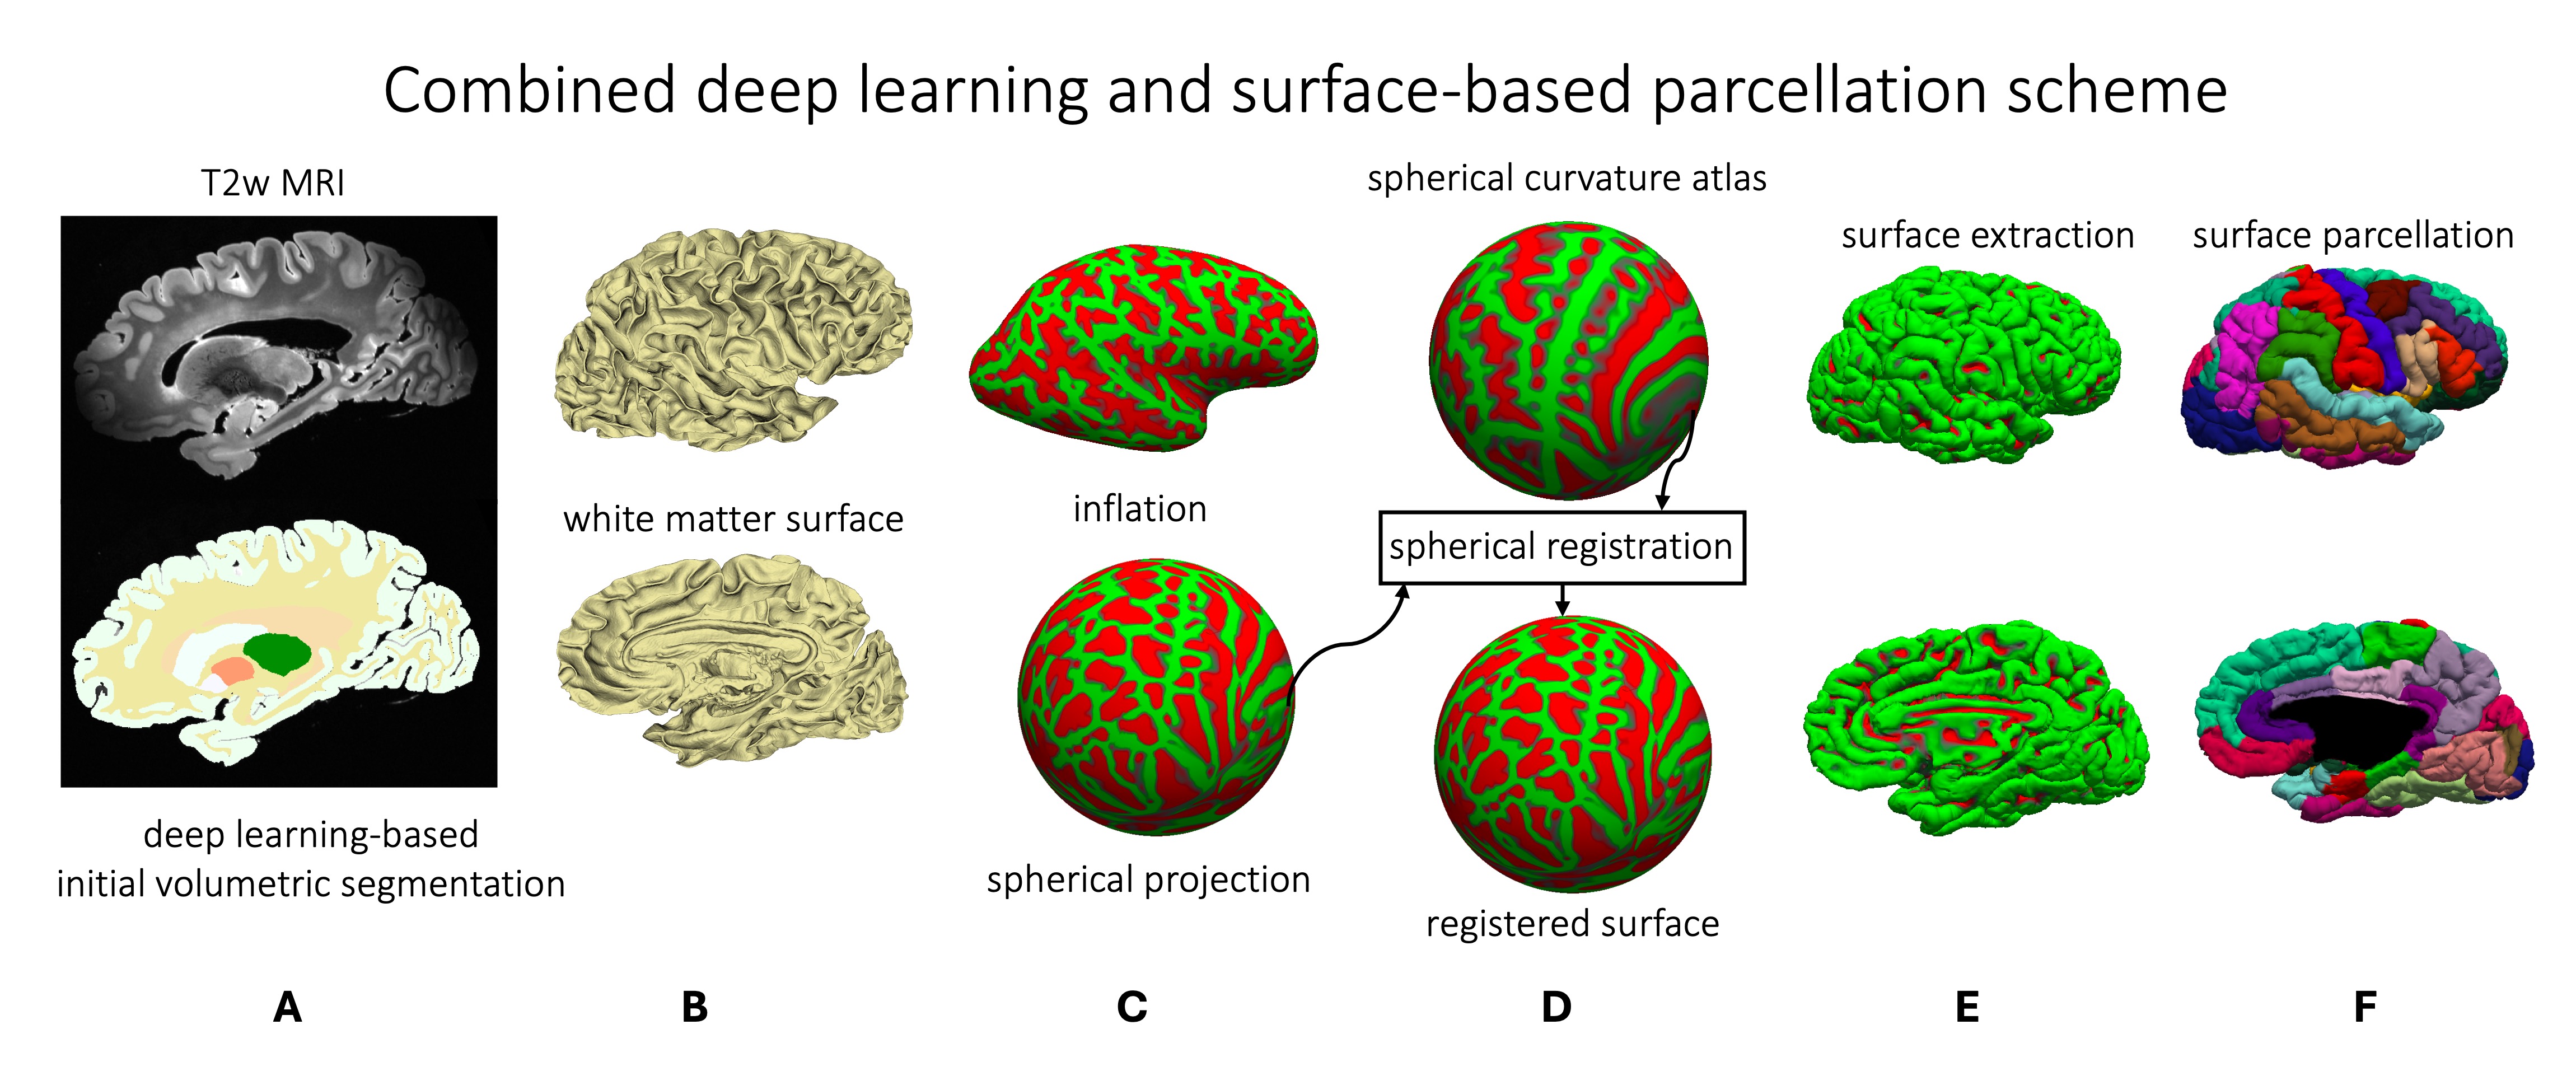 Combined deep learning and surface-based parcellation scheme
T2w MRI
deep learning-based
initial volumetric segmentation
white matter surface
inflation
spherical projection
spherical curvature atlas
spherical registration
registered surface
surface extraction
surface parcellation
A
B
C
D
E
F